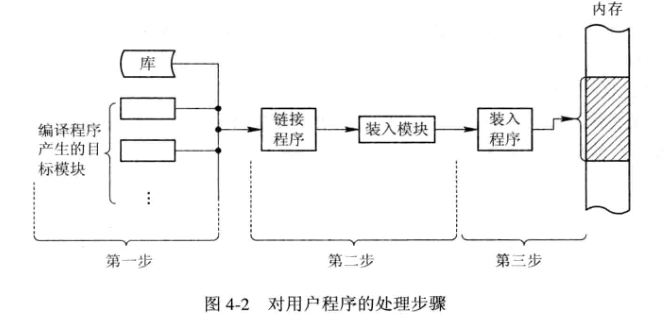 内存
库
编译程序
产生的目
标模块
⋮
链接
程序
装入模块
装入
程序
第一步
第二步
第三步
图 4-2 对用户程序的处理步骤